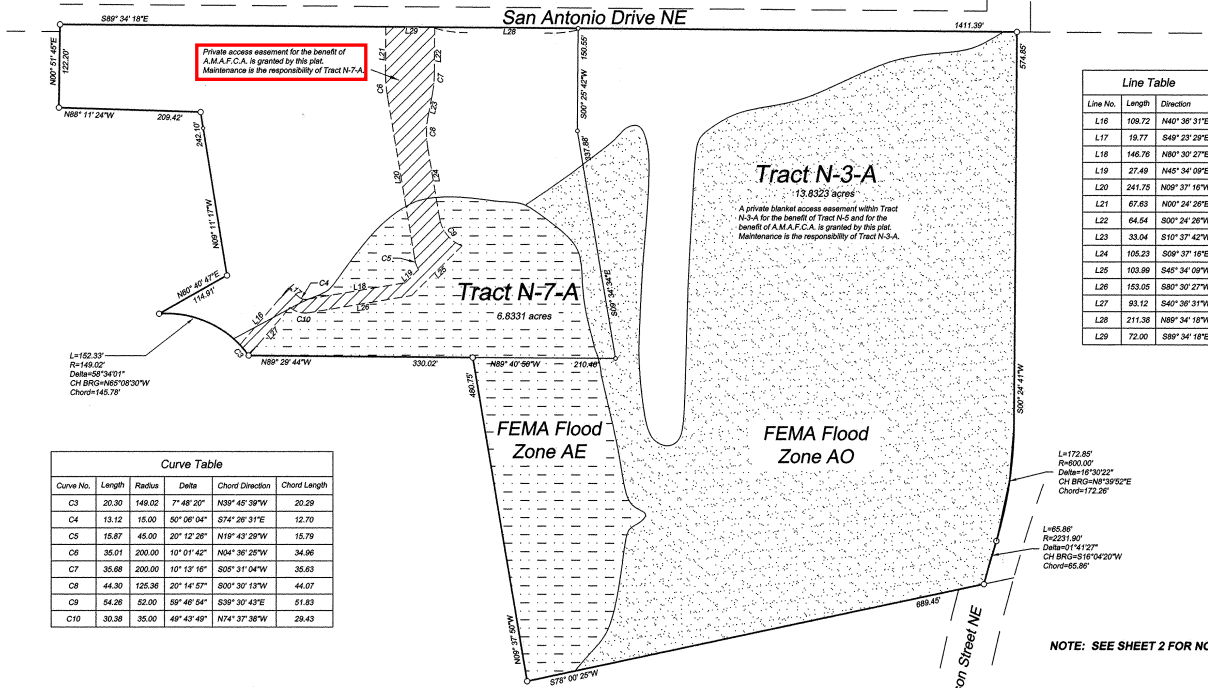 San Antonio Drive NE
S89° 34' 18"E
1411.39'
N00° 51' 45"E
122.20'
N88° 11' 24"W
209.42'
242.10'
N09° 11' 17"W
N60° 40' 47"E
114.91'
Private access easement for the benefit of
A.M.A.F.C.A. is granted by this plat.
Maintenance is the responsibility of Tract N-7-A.
L29
L28
L21
L22
C6
C7
L23
C8
L20
L24
C9
C5
L19
L25
L18
L26
C4
L17
C10
L16
L27
C3
150.55'
S00° 25' 42"W
237.88'
S09° 34' 34"E
574.85'
S00° 24' 41"W
Tract N-3-A
13.8323 acres
A private blanket access easement within Tract
N-3-A for the benefit of Tract N-5 and for the
benefit of A.M.A.F.C.A. is granted by this plat.
Maintenance is the responsibility of Tract N-3-A.
Tract N-7-A
6.8331 acres
N89° 29' 44"W
330.02'
N89° 40' 56"W
210.46'
L=152.33'
R=149.02'
Delta=58°34'01"
CH BRG=N65°08'30"W
Chord=145.78'
480.75'
N09° 37' 50"W
FEMA Flood
Zone AE
FEMA Flood
Zone AO
S78° 00' 25"W
689.45'
L=172.85'
R=600.00'
Delta=16°30'22"
CH BRG=N8°39'52"E
Chord=172.26'
L=65.86'
R=2231.90'
Delta=01°41'27"
CH BRG=S16°04'20"W
Chord=65.86'
son Street NE
NOTE: SEE SHEET 2 FOR NO
Line Table
Line No. Length Direction
L16 109.72 N40° 36' 31"E
L17 19.77 S49° 23' 29"E
L18 146.76 N80° 30' 27"E
L19 27.49 N45° 34' 09"E
L20 241.75 N09° 37' 16"W
L21 67.63 N00° 24' 26"E
L22 64.54 S00° 24' 26"W
L23 33.04 S10° 37' 42"W
L24 105.23 S09° 37' 16"E
L25 103.99 S45° 34' 09"W
L26 153.05 S80° 30' 27"W
L27 93.12 S40° 36' 31"W
L28 211.36 N89° 34' 18"W
L29 72.00 S89° 34' 18"E
Curve Table
Curve No. Length Radius Delta Chord Direction Chord Length
C3 20.30 149.02 7° 48' 20" N39° 45' 39"W 20.29
C4 13.12 15.00 50° 06' 04" S74° 26' 31"E 12.70
C5 15.87 45.00 20° 12' 26" N19° 43' 29"W 15.79
C6 35.01 200.00 10° 01' 42" N04° 36' 25"W 34.96
C7 35.68 200.00 10° 13' 16" S05° 31' 04"W 35.63
C8 44.30 125.36 20° 14' 57" S00° 30' 13"W 44.07
C9 54.26 52.00 59° 46' 54" S39° 30' 43"E 51.83
C10 30.38 35.00 49° 43' 49" N74° 37' 38"W 29.43